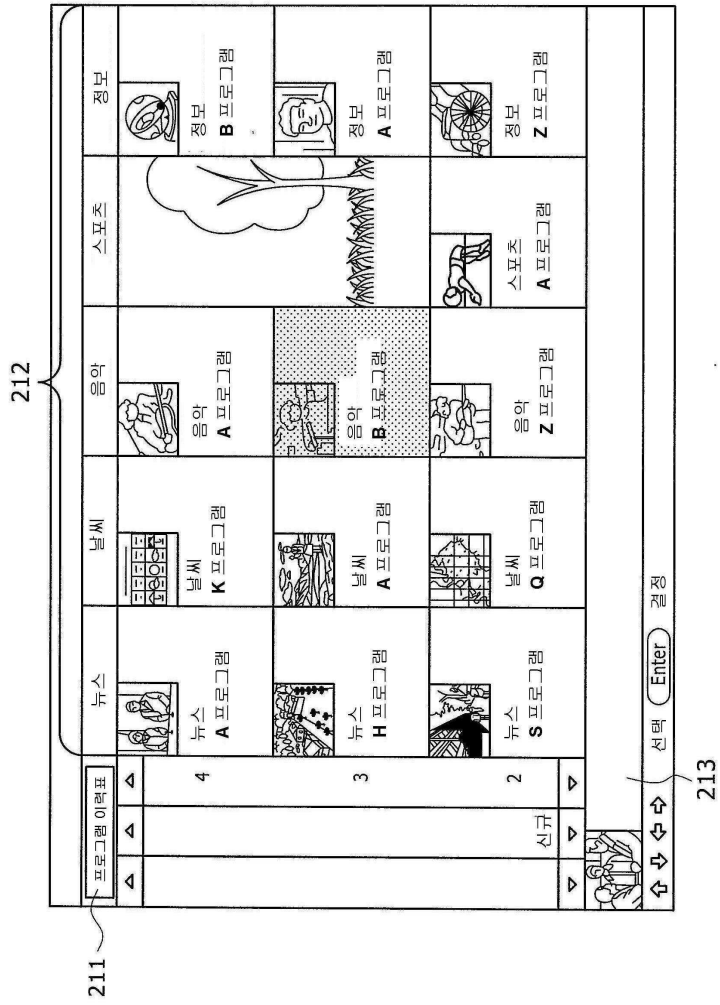 212
211
프로그램 이력표
뉴스 날씨 음악 스포츠 정보
4
뉴스
A 프로그램
날씨
K 프로그램
음악
A 프로그램
정보
B 프로그램
3
뉴스
H 프로그램
날씨
A 프로그램
음악
B 프로그램
정보
A 프로그램
신규
2
뉴스
S 프로그램
날씨
Q 프로그램
음악
Z 프로그램
스포츠
A 프로그램
정보
Z 프로그램
선택 Enter 결정
213